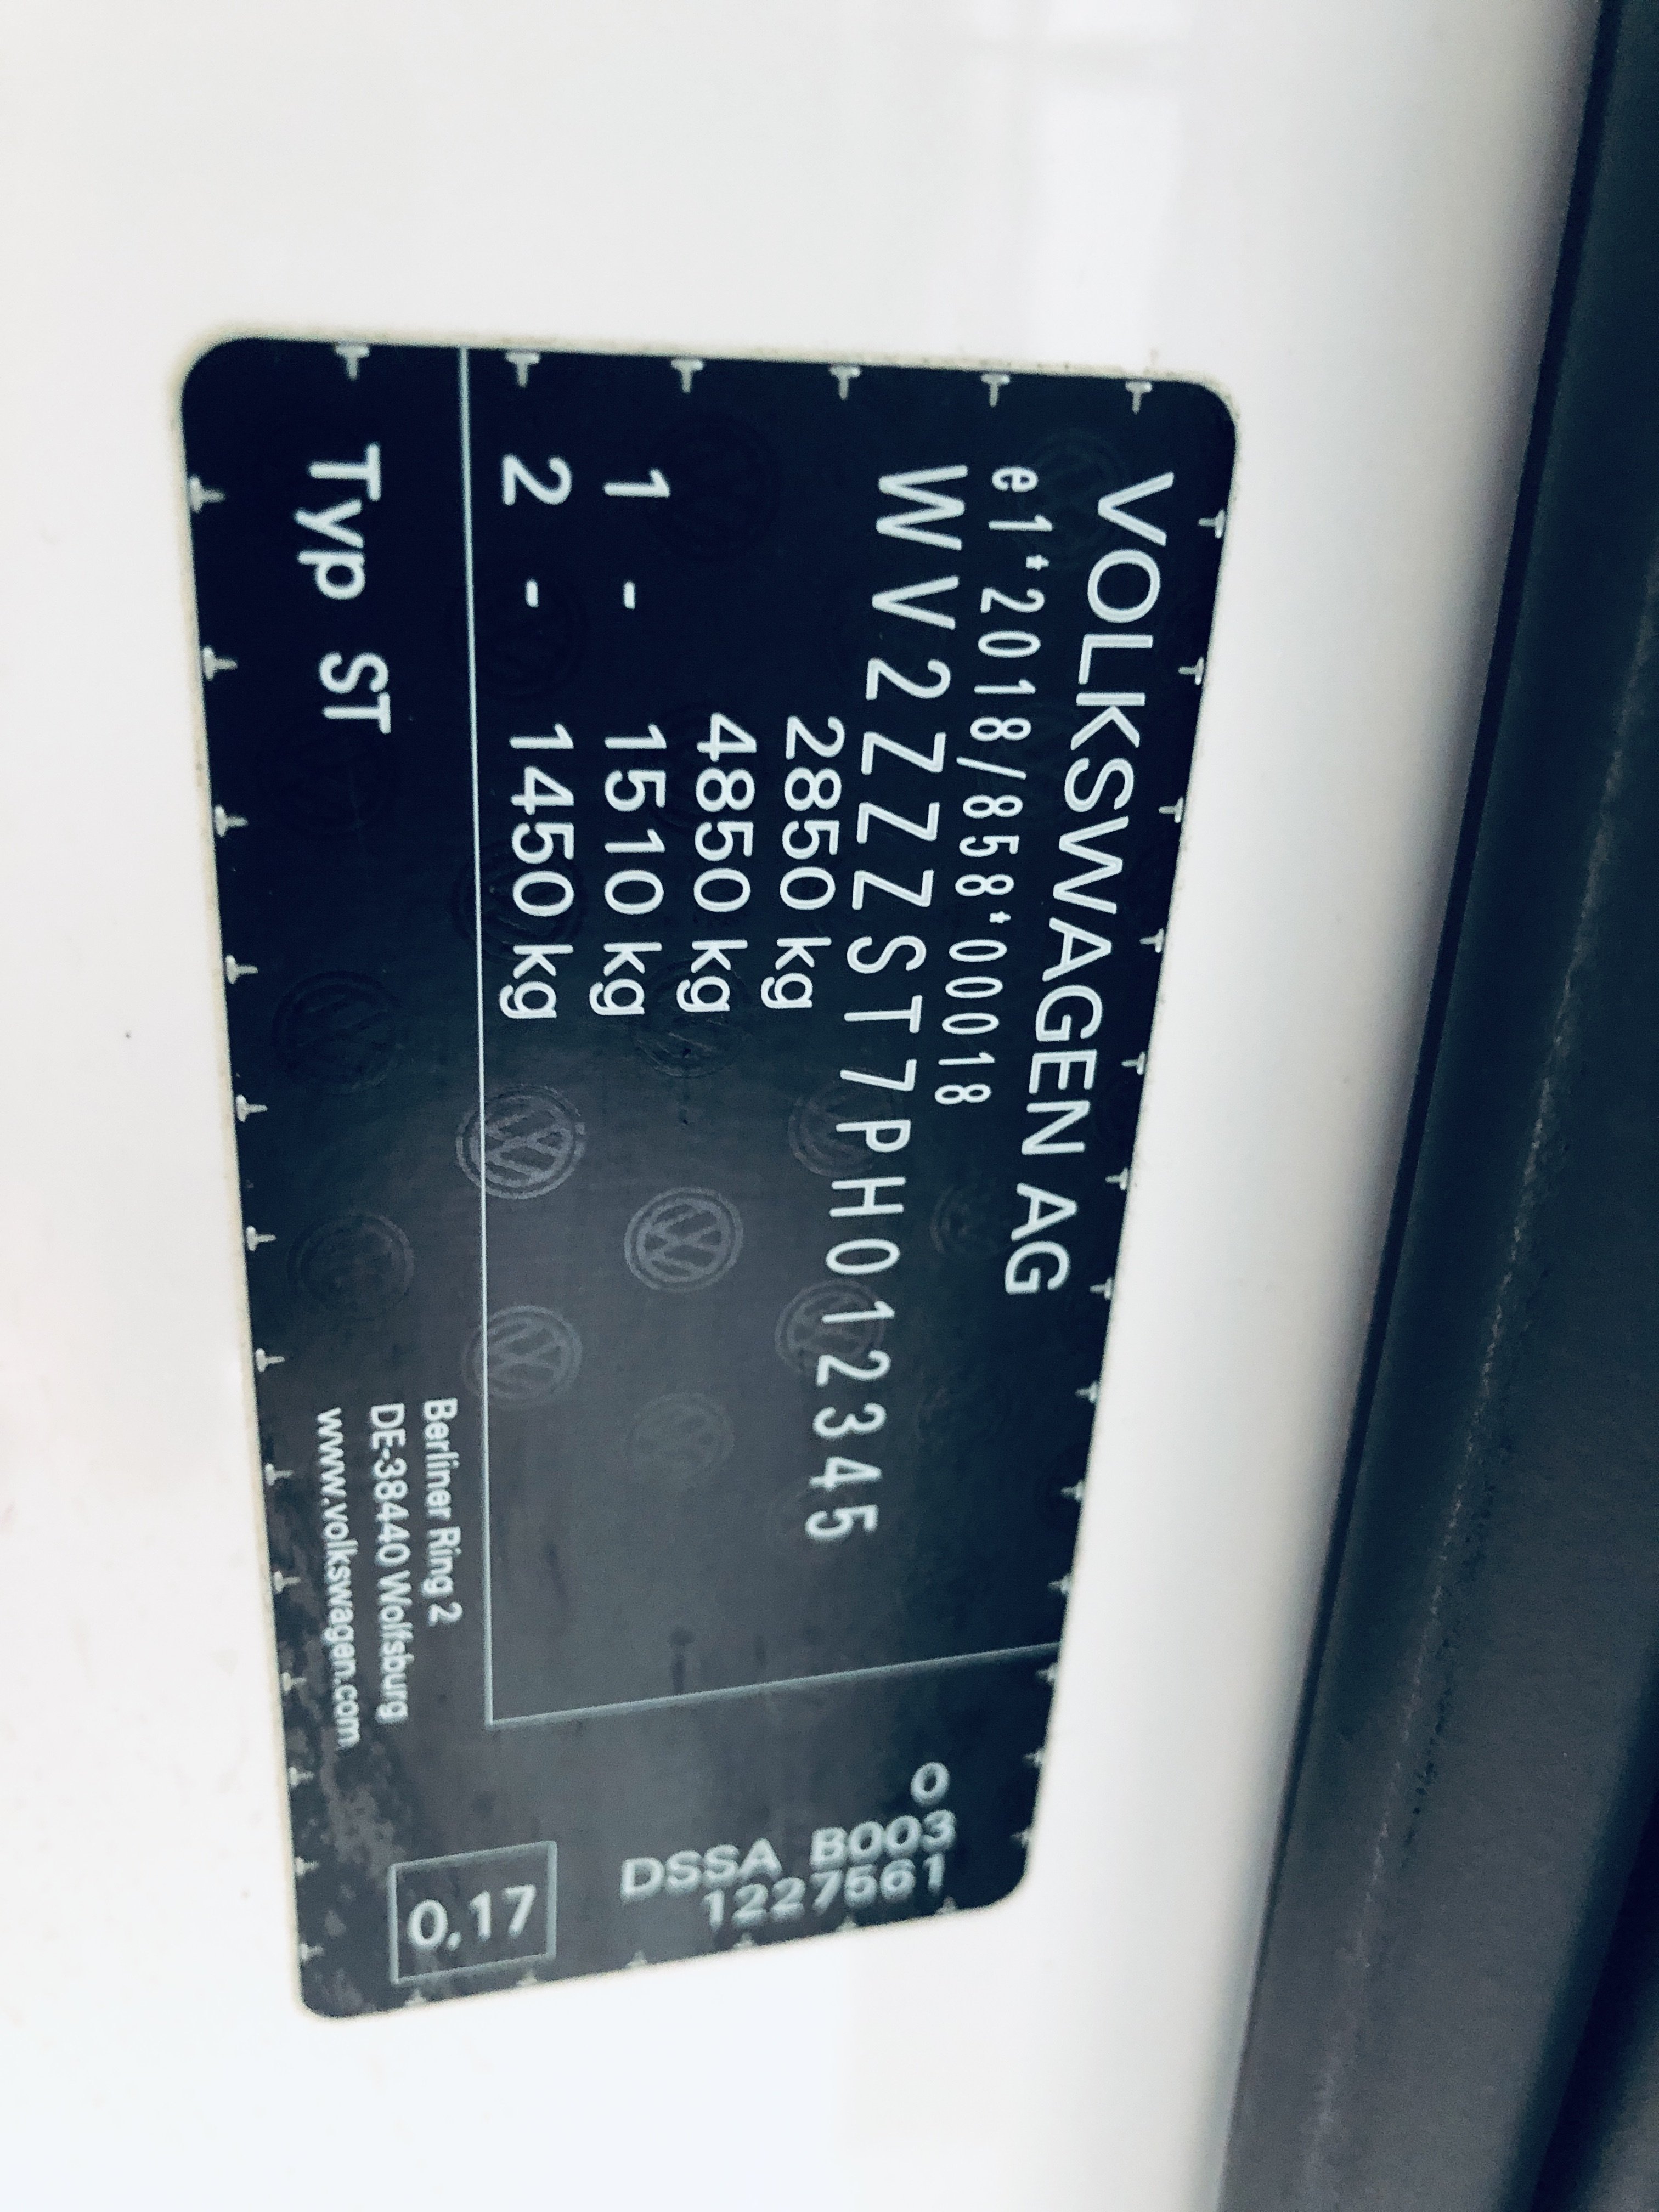 VOLKSWAGEN AG
e1*2018/858*00018
WV2ZZZST7PH012345
2850 kg
4850 kg
1 - 1510 kg
2 - 1450 kg
Typ ST
Berliner Ring 2
DE-38440 Wolfsburg
www.volkswagen.com
0
DSSA B003
1227561
0,17